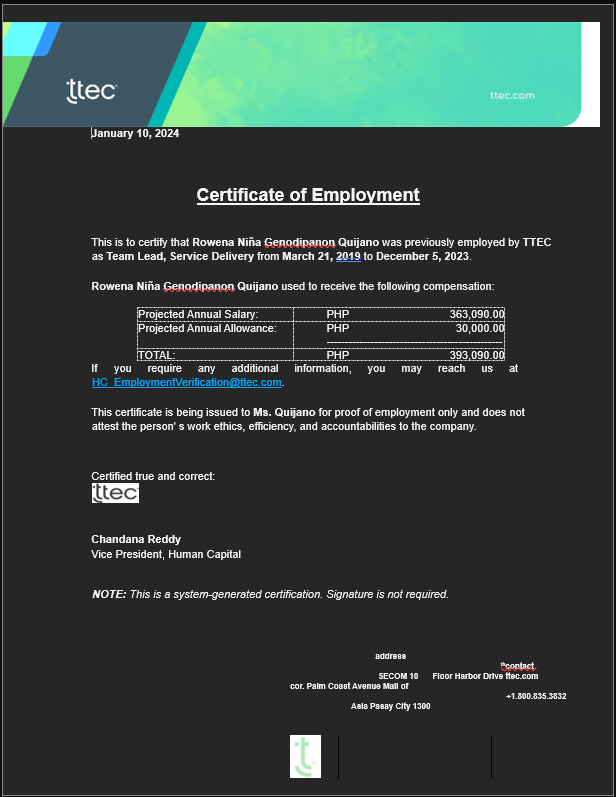 ttec
ttec.com
January 10, 2024
Certificate of Employment
This is to certify that Rowena Niña Genodipanon Quijano was previously employed by TTEC
as Team Lead, Service Delivery from March 21, 2019 to December 5, 2023.
Rowena Niña Genodipanon Quijano used to receive the following compensation:
Projected Annual Salary: PHP 363,090.00
Projected Annual Allowance: PHP 30,000.00
TOTAL: PHP 393,090.00
If you require any additional information, you may reach us at
HC_EmploymentVerification@ttec.com.
This certificate is being issued to Ms. Quijano for proof of employment only and does not
attest the person' s work ethics, efficiency, and accountabilities to the company.
Certified true and correct:
ttec
Chandana Reddy
Vice President, Human Capital
NOTE: This is a system-generated certification. Signature is not required.
address
thcontact
5ECOM 10 Floor Harbor Drive ttec.com
cor. Palm Coast Avenue Mall of
+1.800.835.3832
Asia Pasay City 1300
t